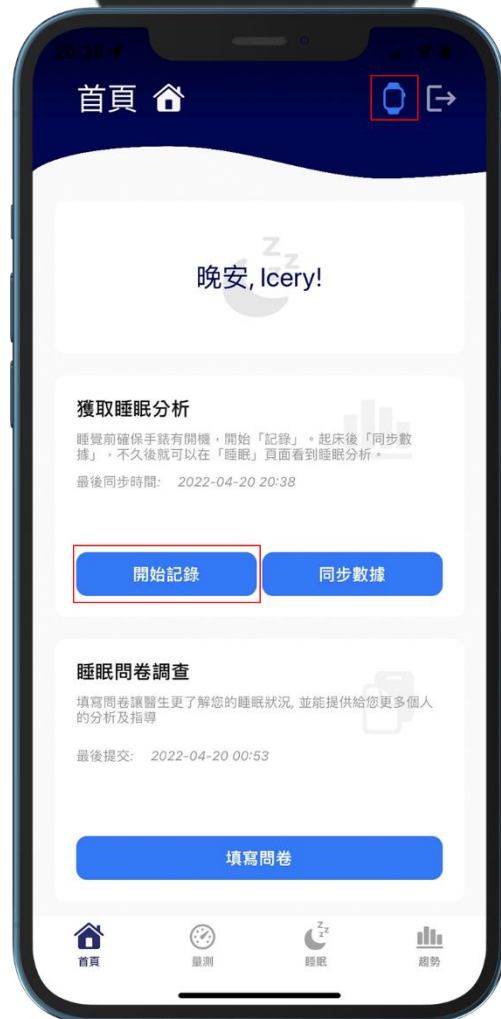 20:38
首頁
晚安, Icery!
獲取睡眠分析
睡覺前確保手錶有開機，開始「記錄」。起床後「同步數
據」，不久後就可以在「睡眠」頁面看到睡眠分析。
最後同步時間: 2022-04-20 20:38
開始記錄
同步數據
睡眠問卷調查
填寫問卷讓醫生更了解您的睡眠狀況, 並能提供給您更多個人
的分析及指導
最後提交: 2022-04-20 00:53
填寫問卷
首頁
量測
睡眠
趨勢